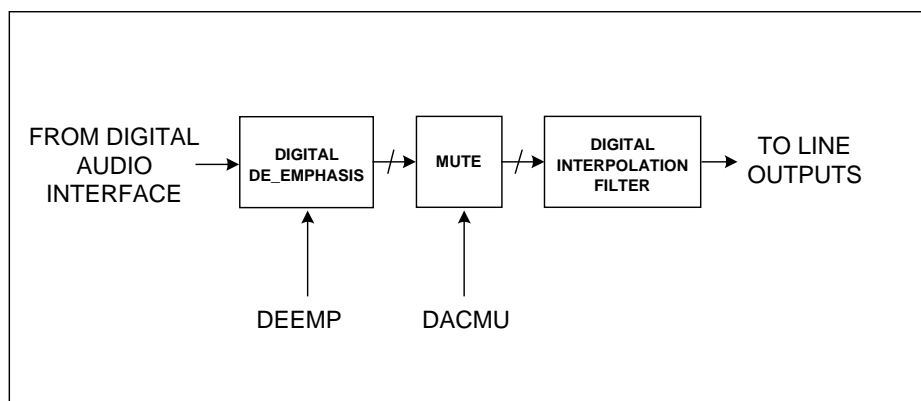 FROM DIGITAL
AUDIO
INTERFACE
DIGITAL
DE_EMPHASIS
MUTE
DIGITAL
INTERPOLATION
FILTER
TO LINE
OUTPUTS
DEEMP
DACMU